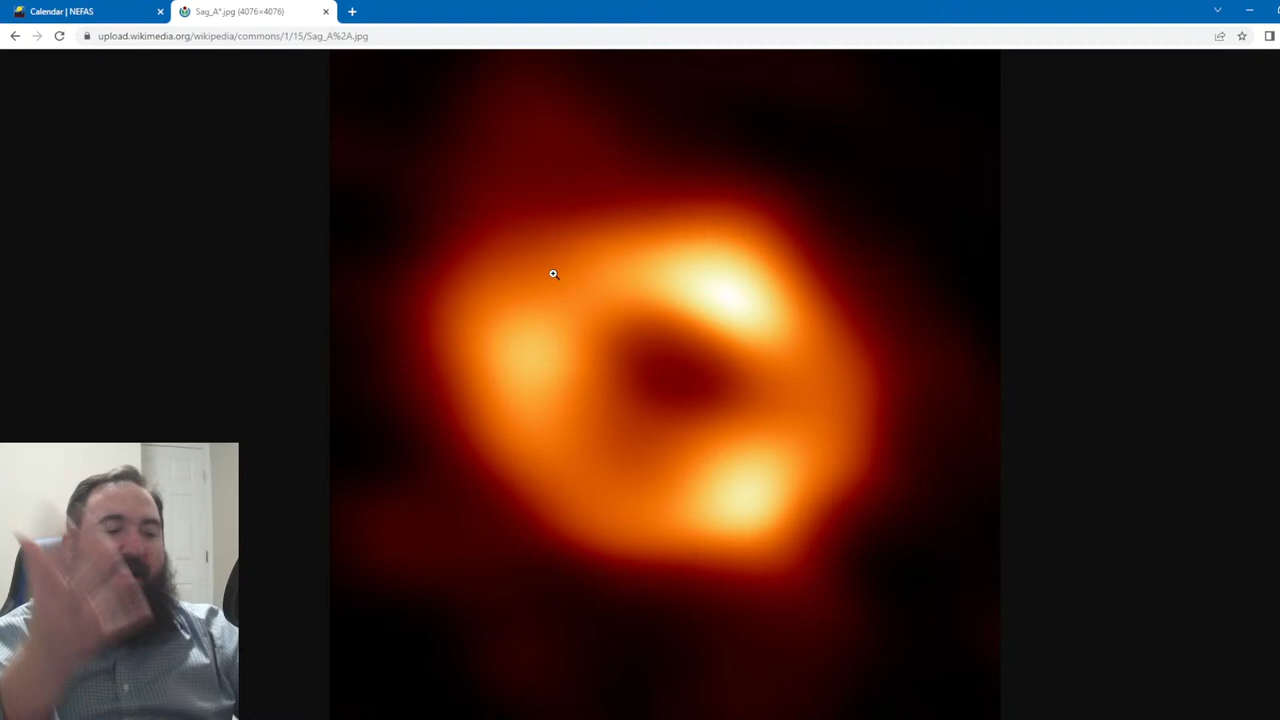 Calendar | NEFAS
Sag_A*.jpg (4076×4076)
upload.wikimedia.org/wikipedia/commons/1/15/Sag_A%2A.jpg